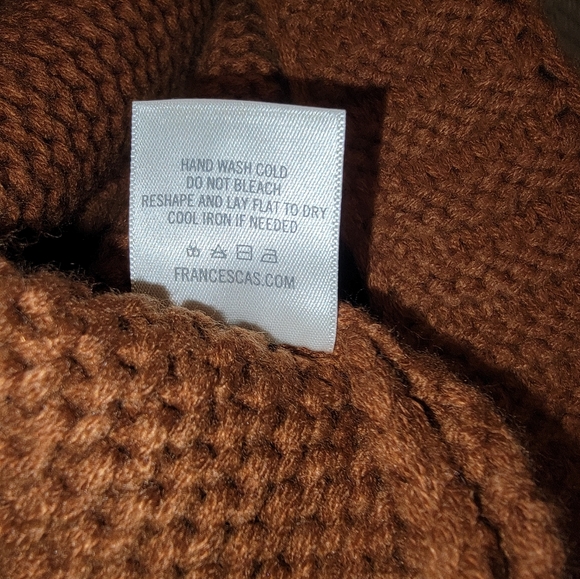 HAND WASH COLD
DO NOT BLEACH
RESHAPE AND LAY FLAT TO DRY
COOL IRON IF NEEDED
FRANCESCAS.COM